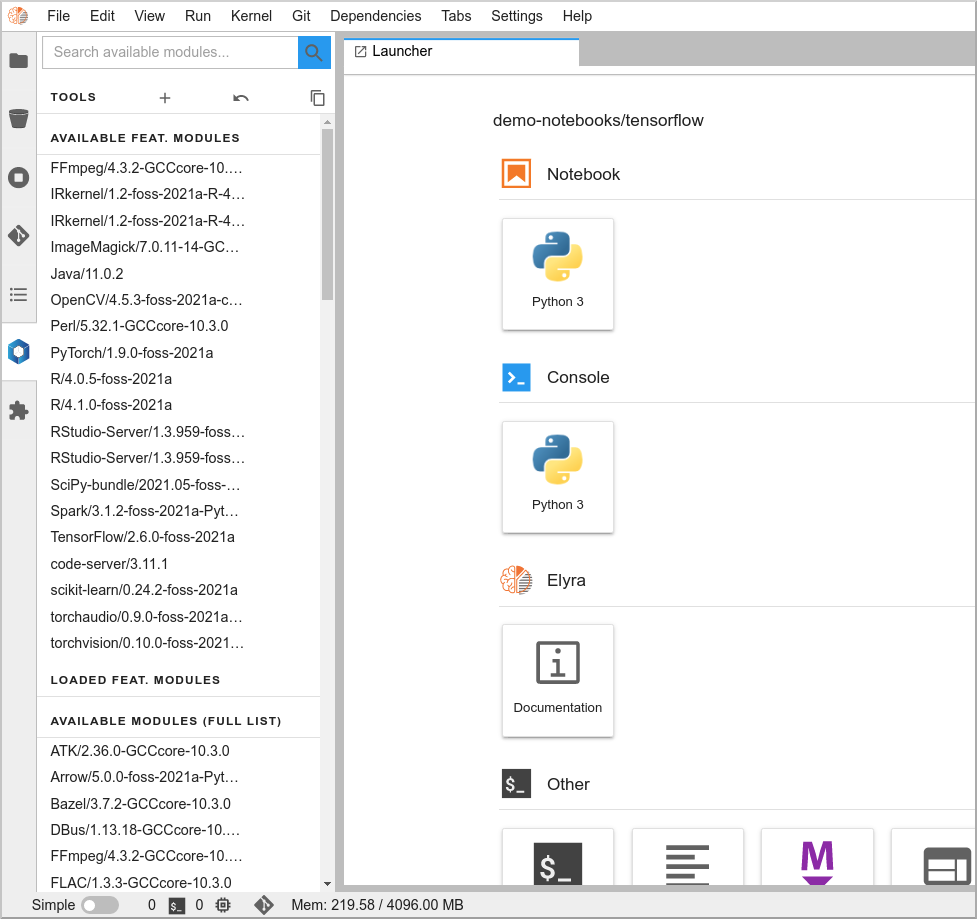 File Edit View Run Kernel Git Dependencies Tabs Settings Help
Search available modules...
Launcher
TOOLS
AVAILABLE FEAT. MODULES
FFmpeg/4.3.2-GCCcore-10....
IRkernel/1.2-foss-2021a-R-4...
IRkernel/1.2-foss-2021a-R-4...
ImageMagick/7.0.11-14-GC...
Java/11.0.2
OpenCV/4.5.3-foss-2021a-c...
Perl/5.32.1-GCCcore-10.3.0
PyTorch/1.9.0-foss-2021a
R/4.0.5-foss-2021a
R/4.1.0-foss-2021a
RStudio-Server/1.3.959-foss...
RStudio-Server/1.3.959-foss...
SciPy-bundle/2021.05-foss-...
Spark/3.1.2-foss-2021a-Pyt...
TensorFlow/2.6.0-foss-2021a
code-server/3.11.1
scikit-learn/0.24.2-foss-2021a
torchaudio/0.9.0-foss-2021a...
torchvision/0.10.0-foss-2021...
LOADED FEAT. MODULES
AVAILABLE MODULES (FULL LIST)
ATK/2.36.0-GCCcore-10.3.0
Arrow/5.0.0-foss-2021a-Pyt...
Bazel/3.7.2-GCCcore-10.3.0
DBus/1.13.18-GCCcore-10....
FFmpeg/4.3.2-GCCcore-10....
FLAC/1.3.3-GCCcore-10.3.0
demo-notebooks/tensorflow
Notebook
Python 3
Console
Python 3
Elyra
Documentation
$_ Other
$_ M
Simple 0 $_ 0 Mem: 219.58 / 4096.00 MB